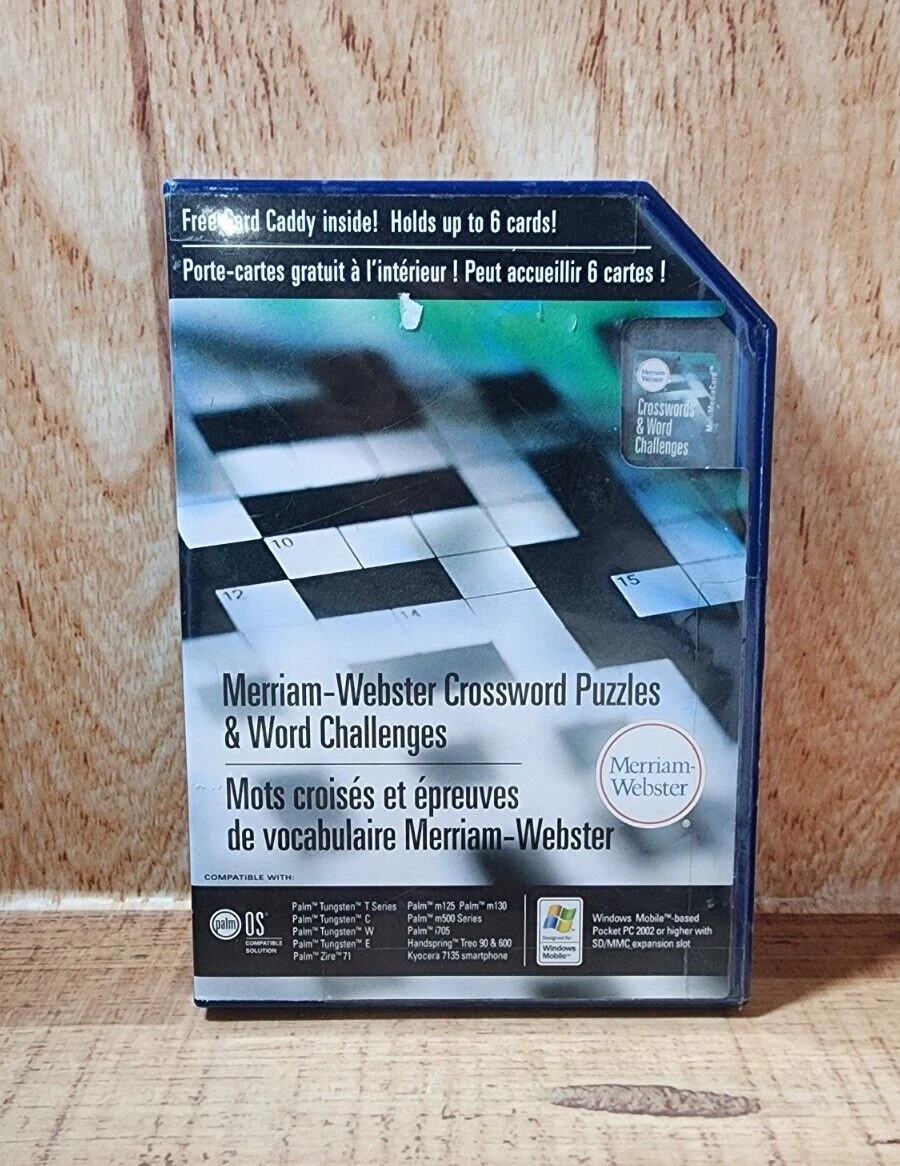 Free Card Caddy inside! Holds up to 6 cards!
Porte-cartes gratuit à l'intérieur ! Peut accueillir 6 cartes !
Merriam-
Webster
Crosswords
& Word
Challenges
MultiMediaCard™
10
12
14
15
Merriam-Webster Crossword Puzzles
& Word Challenges
Merriam-
Webster
®
Mots croisés et épreuves
de vocabulaire Merriam-Webster
COMPATIBLE WITH:
palm OS®
COMPATIBLE
SOLUTION
Palm™ Tungsten™ T Series
Palm™ Tungsten™ C
Palm™ Tungsten™ W
Palm™ Tungsten™ E
Palm™ Zire™ 71
Palm™ m125 Palm™ m130
Palm™ m500 Series
Palm™ i705
Handspring™ Treo 90 & 600
Kyocera 7135 smartphone
Designed for
Windows
Mobile™
Windows Mobile™-based
Pocket PC 2002 or higher with
SD/MMC expansion slot